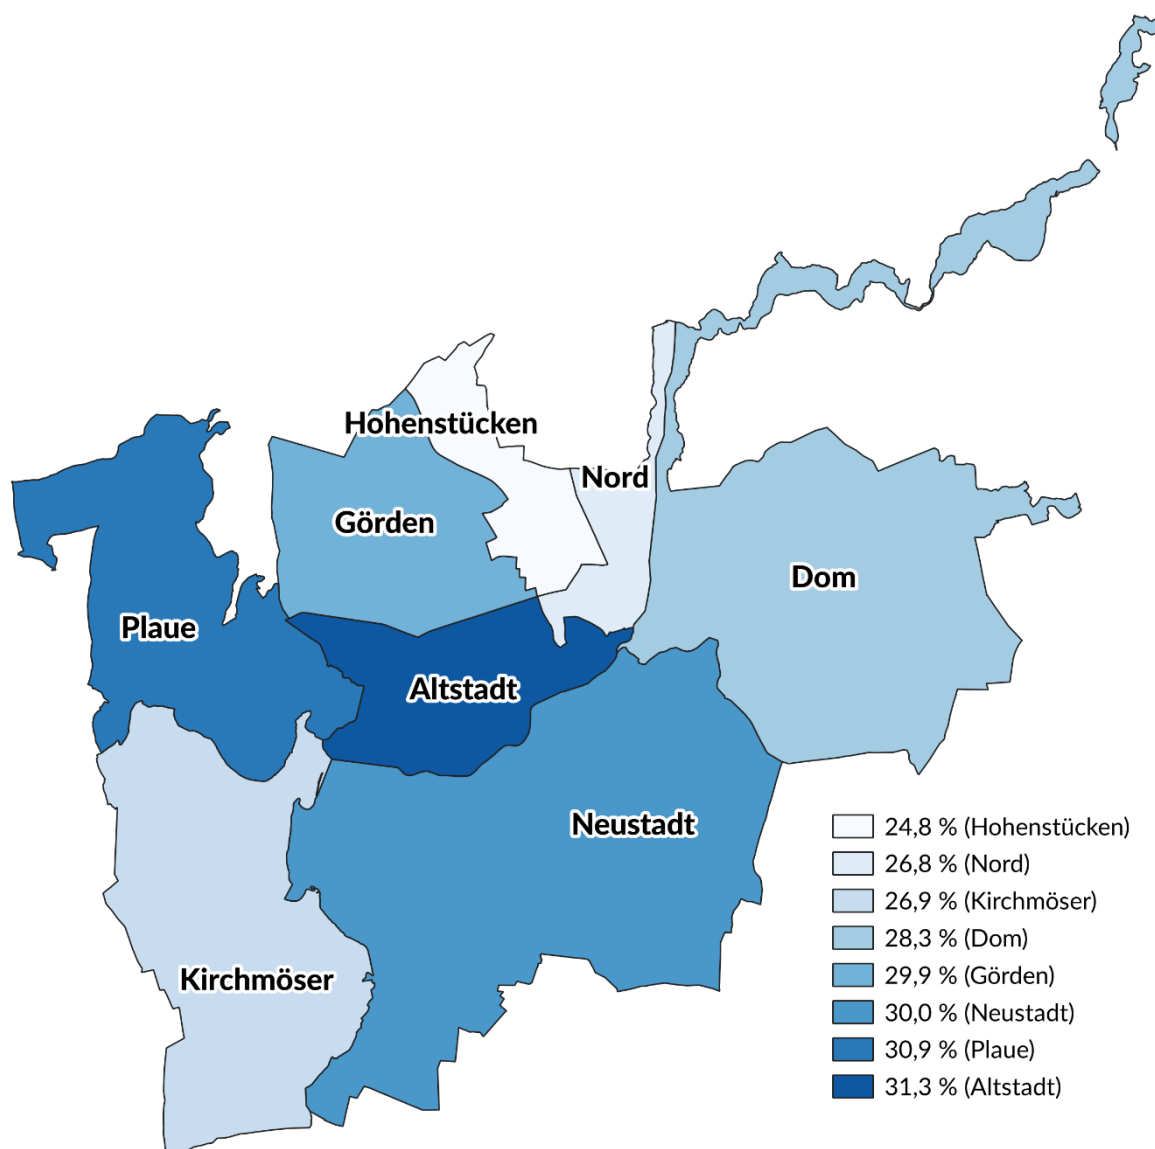 Hohenstücken
Nord
Görden
Dom
Plaue
Altstadt
Neustadt
Kirchmöser
24,8 % (Hohenstücken)
26,8 % (Nord)
26,9 % (Kirchmöser)
28,3 % (Dom)
29,9 % (Görden)
30,0 % (Neustadt)
30,9 % (Plaue)
31,3 % (Altstadt)